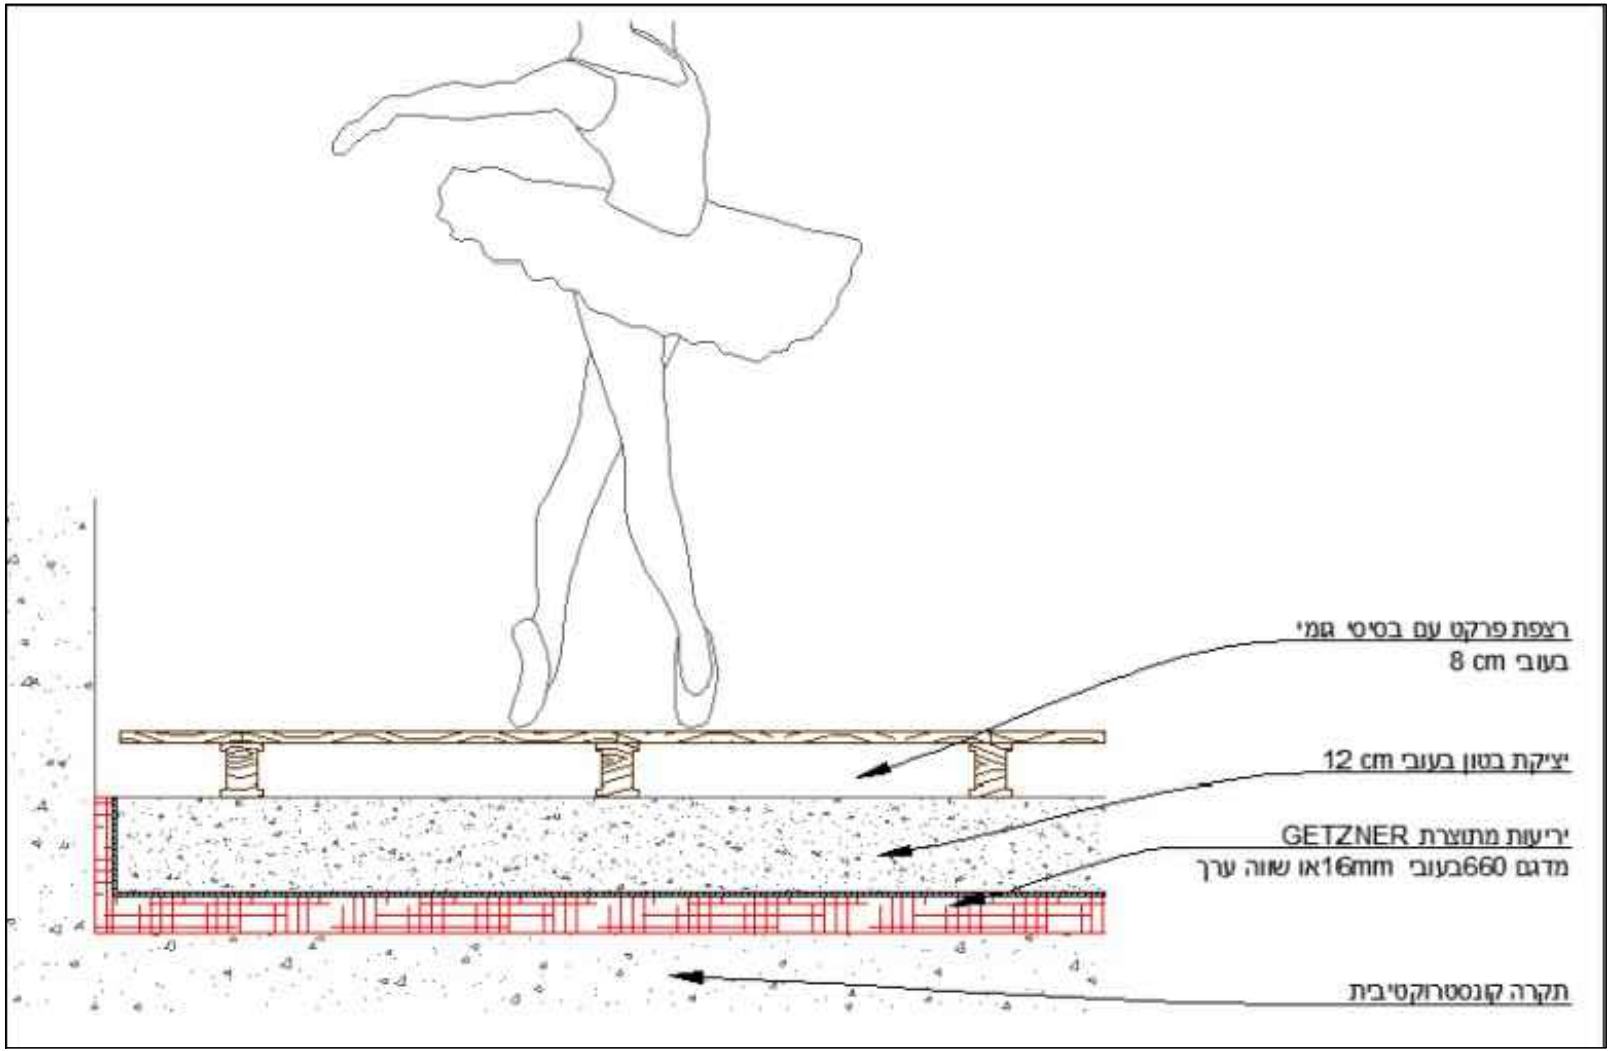 רצפת פרקט עם בסיסי גומי
בעובי 8 cm
יציקת בטון בעובי 12 cm
יריעות מתוצרת GETZNER
מדגם 660בעובי 16mmאו שווה ערך
תקרה קונסטרוקטיבית